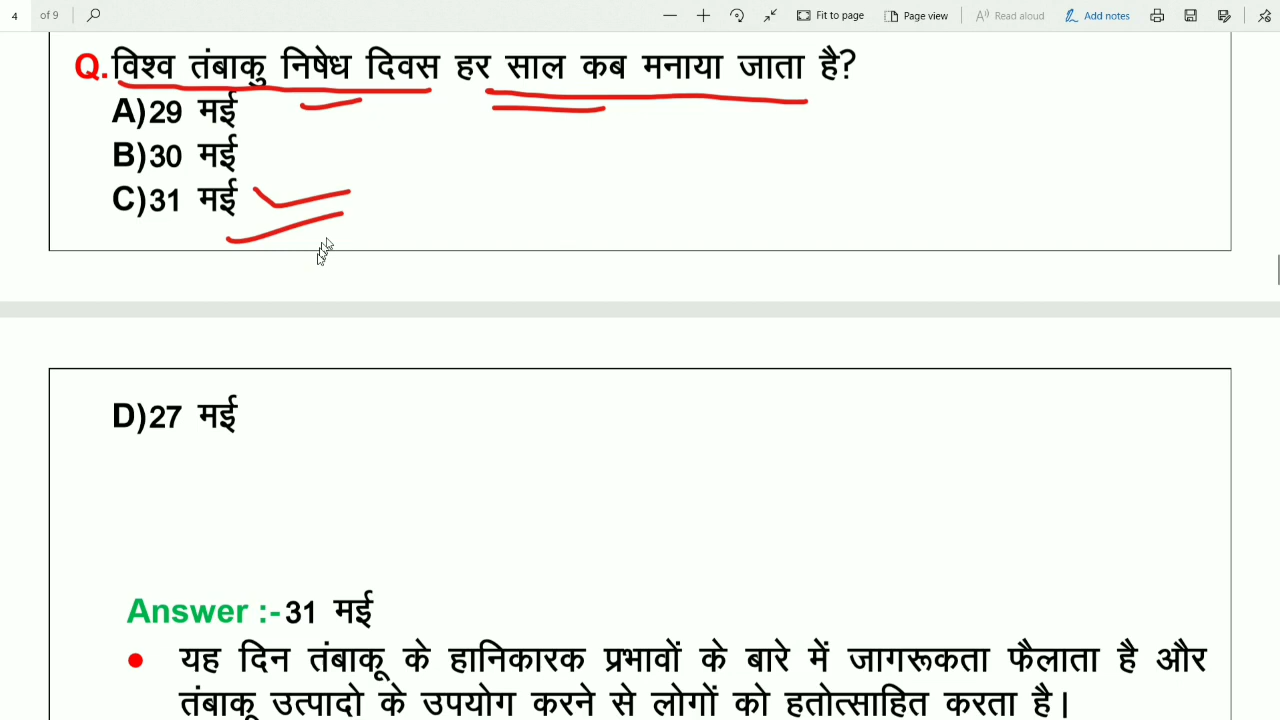 4 of 9 Fit to page Page view Read aloud Add notes
Q. विश्व तंबाकु निषेध दिवस हर साल कब मनाया जाता है?
A)29 मई
B)30 मई
C)31 मई
D)27 मई
Answer :-31 मई
यह दिन तंबाकू के हानिकारक प्रभावों के बारे में जागरूकता फैलाता है और
तंबाकू उत्पादो के उपयोग करने से लोगों को हतोत्साहित करता है।